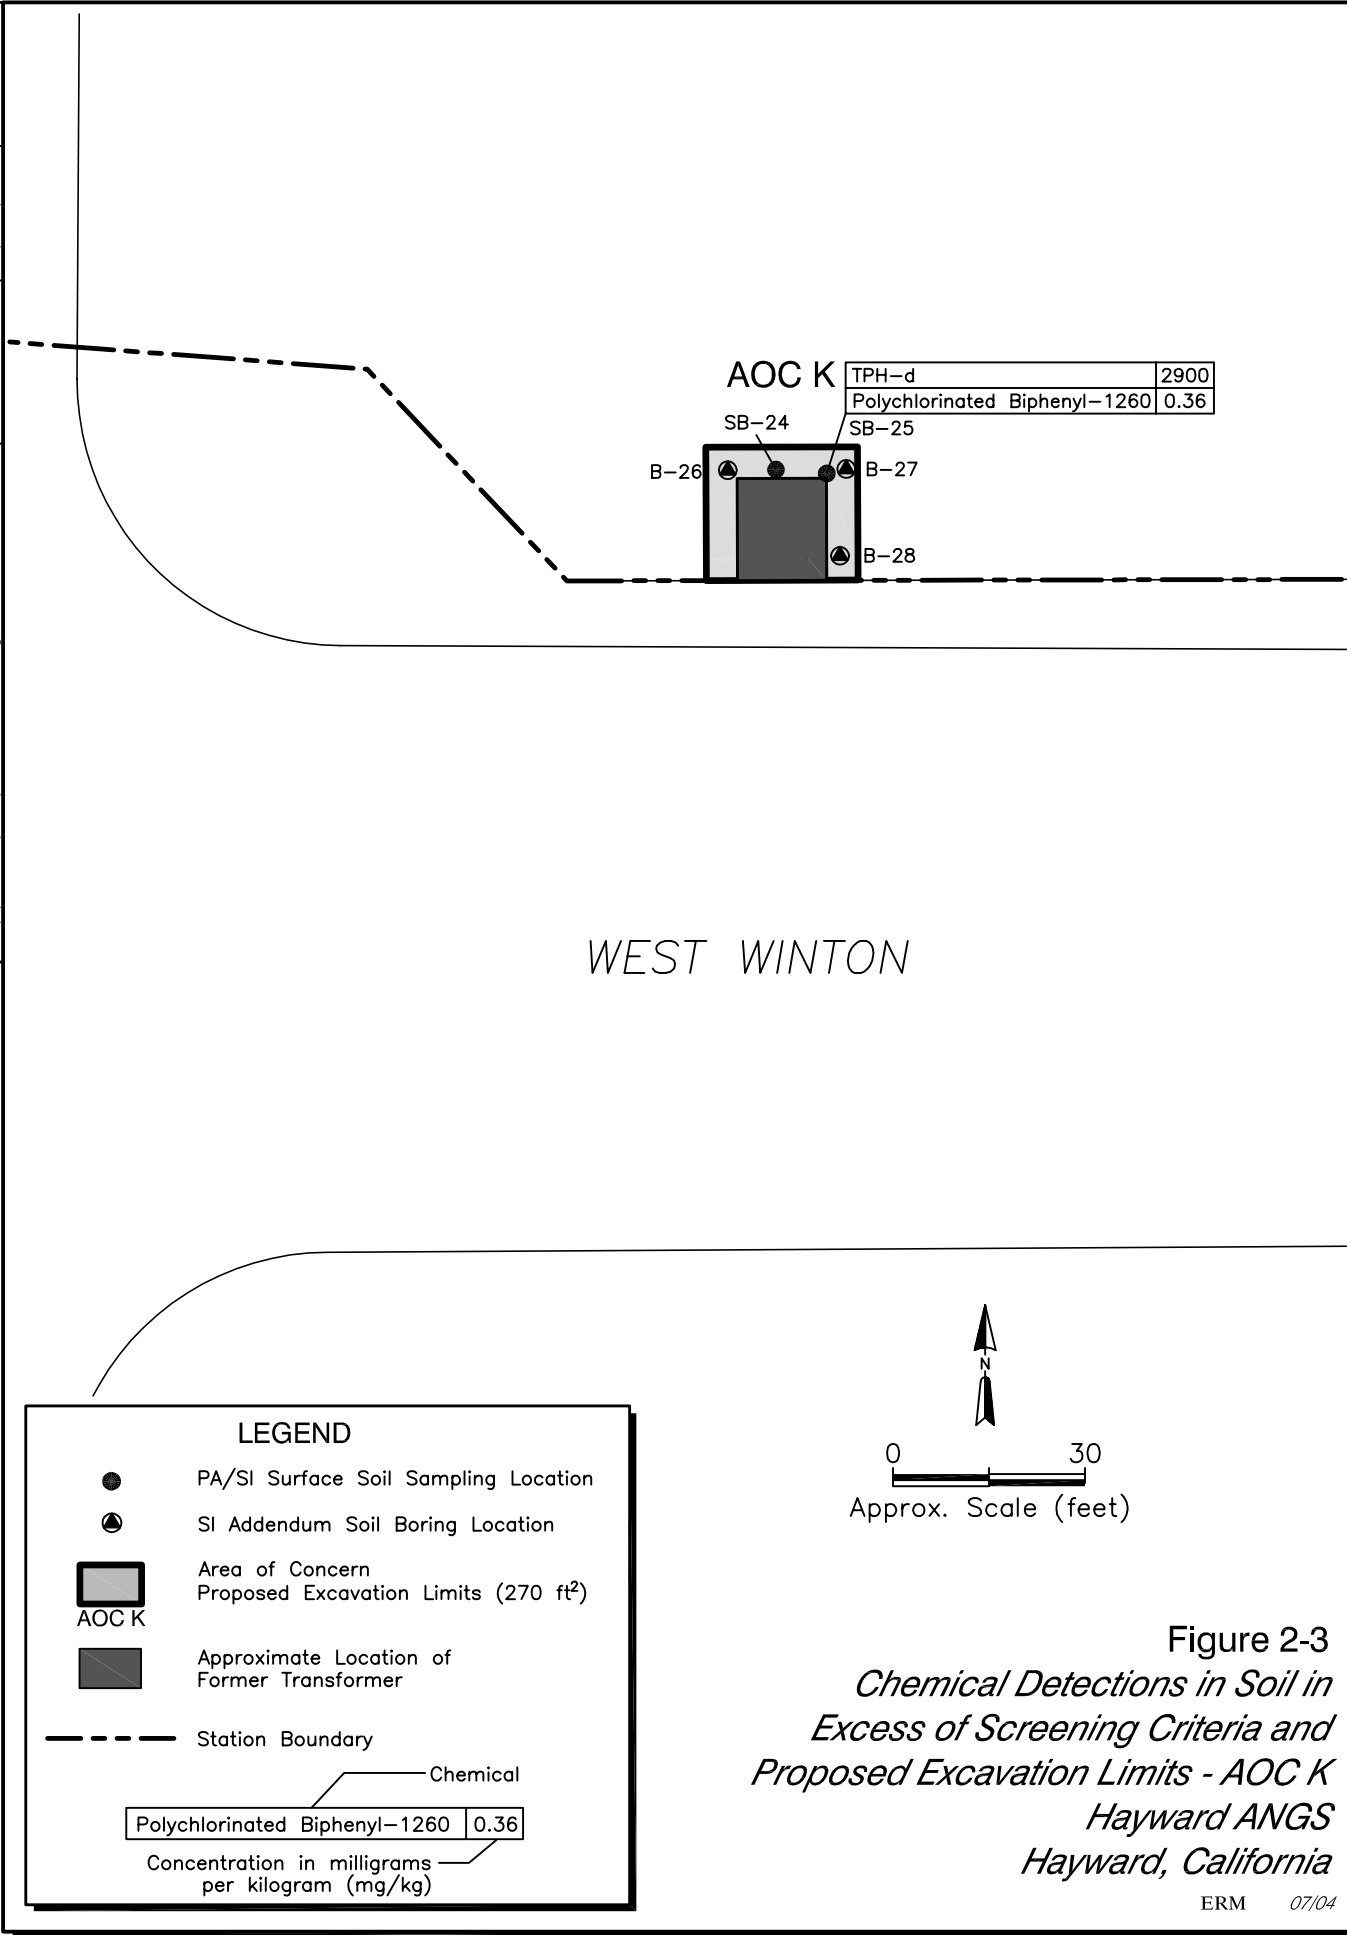 AOC K
TPH-d 2900
Polychlorinated Biphenyl-1260 0.36
SB-24
SB-25
B-26
B-27
B-28
WEST WINTON
N
0 30
Approx. Scale (feet)
LEGEND
PA/SI Surface Soil Sampling Location
SI Addendum Soil Boring Location
Area of Concern
Proposed Excavation Limits (270 ft²)
AOC K
Approximate Location of
Former Transformer
Station Boundary
Chemical
Polychlorinated Biphenyl-1260 0.36
Concentration in milligrams
per kilogram (mg/kg)
Figure 2-3
Chemical Detections in Soil in
Excess of Screening Criteria and
Proposed Excavation Limits - AOC K
Hayward ANGS
Hayward, California
ERM 07/04